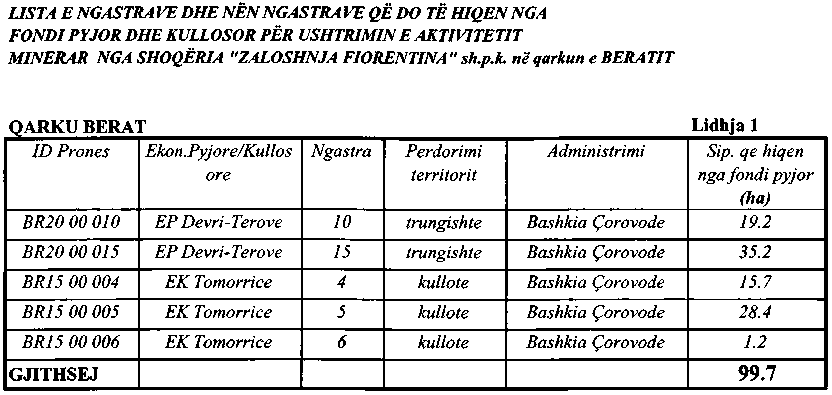 LISTA E NGASTRAVE DHE NËN NGASTRAVE QË DO TË HIQEN NGA
FONDI PYJOR DHE KULLOSOR PËR USHTRIMIN E AKTIVITETIT
MINERAR NGA SHOQËRIA "ZALOSHNJA FIORENTINA" sh.p.k. në qarkun e BERATIT
QARKU BERAT Lidhja 1
ID Prones Ekon.Pyjore/Kullos Ngastra Perdorimi Administrimi Sip. qe hiqen
ore territorit nga fondi pyjor
(ha)
BR20 00 010 EP Devri-Terove 10 trungishte Bashkia Çorovode 19.2
BR20 00 015 EP Devri-Terove 15 trungishte Bashkia Çorovode 35.2
BR15 00 004 EK Tomorrice 4 kullote Bashkia Çorovode 15.7
BR15 00 005 EK Tomorrice 5 kullote Bashkia Çorovode 28.4
BR15 00 006 EK Tomorrice 6 kullote Bashkia Çorovode 1.2
GJITHSEJ 99.7